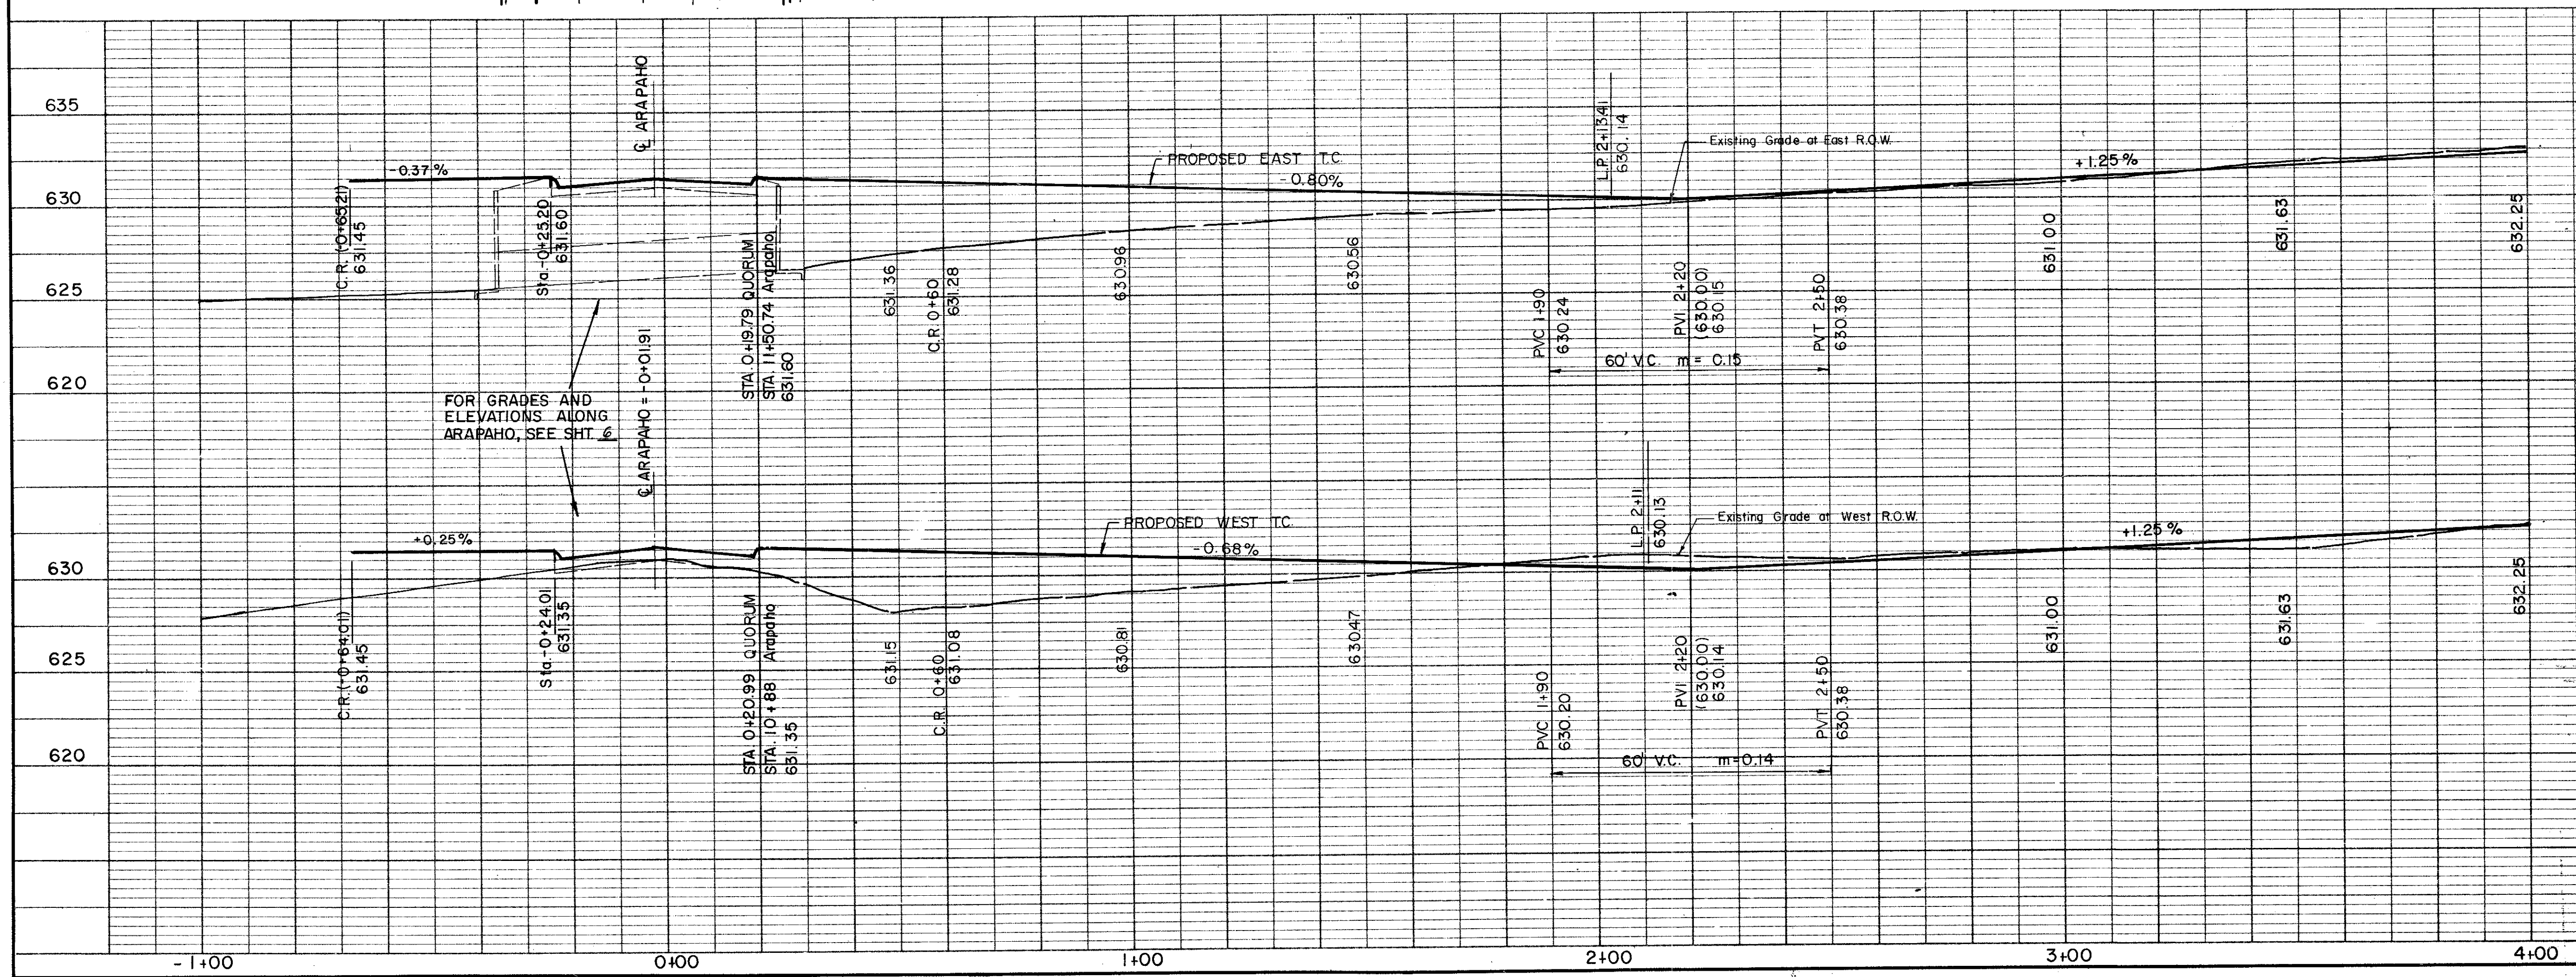 635
630
625
620
630
625
620
-0.37%
C.R. (-0+65.21)
631.45
Sta.-0+25.20
631.60
℄ ARAPAHO
STA. 0+19.79 QUORUM
STA. 11+50.74 Arapaho
631.60
631.36
C.R. 0+60
631.28
PROPOSED EAST T.C.
-0.80%
630.96
630.56
PVC 1+90
630.24
L.P. 2+13.41
630.14
Existing Grade at East R.O.W.
PVI 2+20
(630.00)
630.15
PVT 2+50
630.38
60' V.C. m = 0.15
+1.25%
631.00
631.63
632.25
FOR GRADES AND
ELEVATIONS ALONG
ARAPAHO, SEE SHT. 6
℄ ARAPAHO = -0+01.91
+0.25%
C.R.(-0+64.01)
631.45
Sta.-0+24.01
631.35
STA. 0+20.99 QUORUM
STA. 10+88 Arapaho
631.35
631.15
C.R. 0+60
631.08
PROPOSED WEST T.C.
-0.68%
630.81
630.47
PVC 1+90
630.20
L.P. 2+11
630.13
Existing Grade at West R.O.W.
PVI 2+20
(630.00)
630.14
PVT 2+50
630.38
60' V.C. m=0.14
+1.25%
631.00
631.63
632.25
-1+00
0+00
1+00
2+00
3+00
4+00